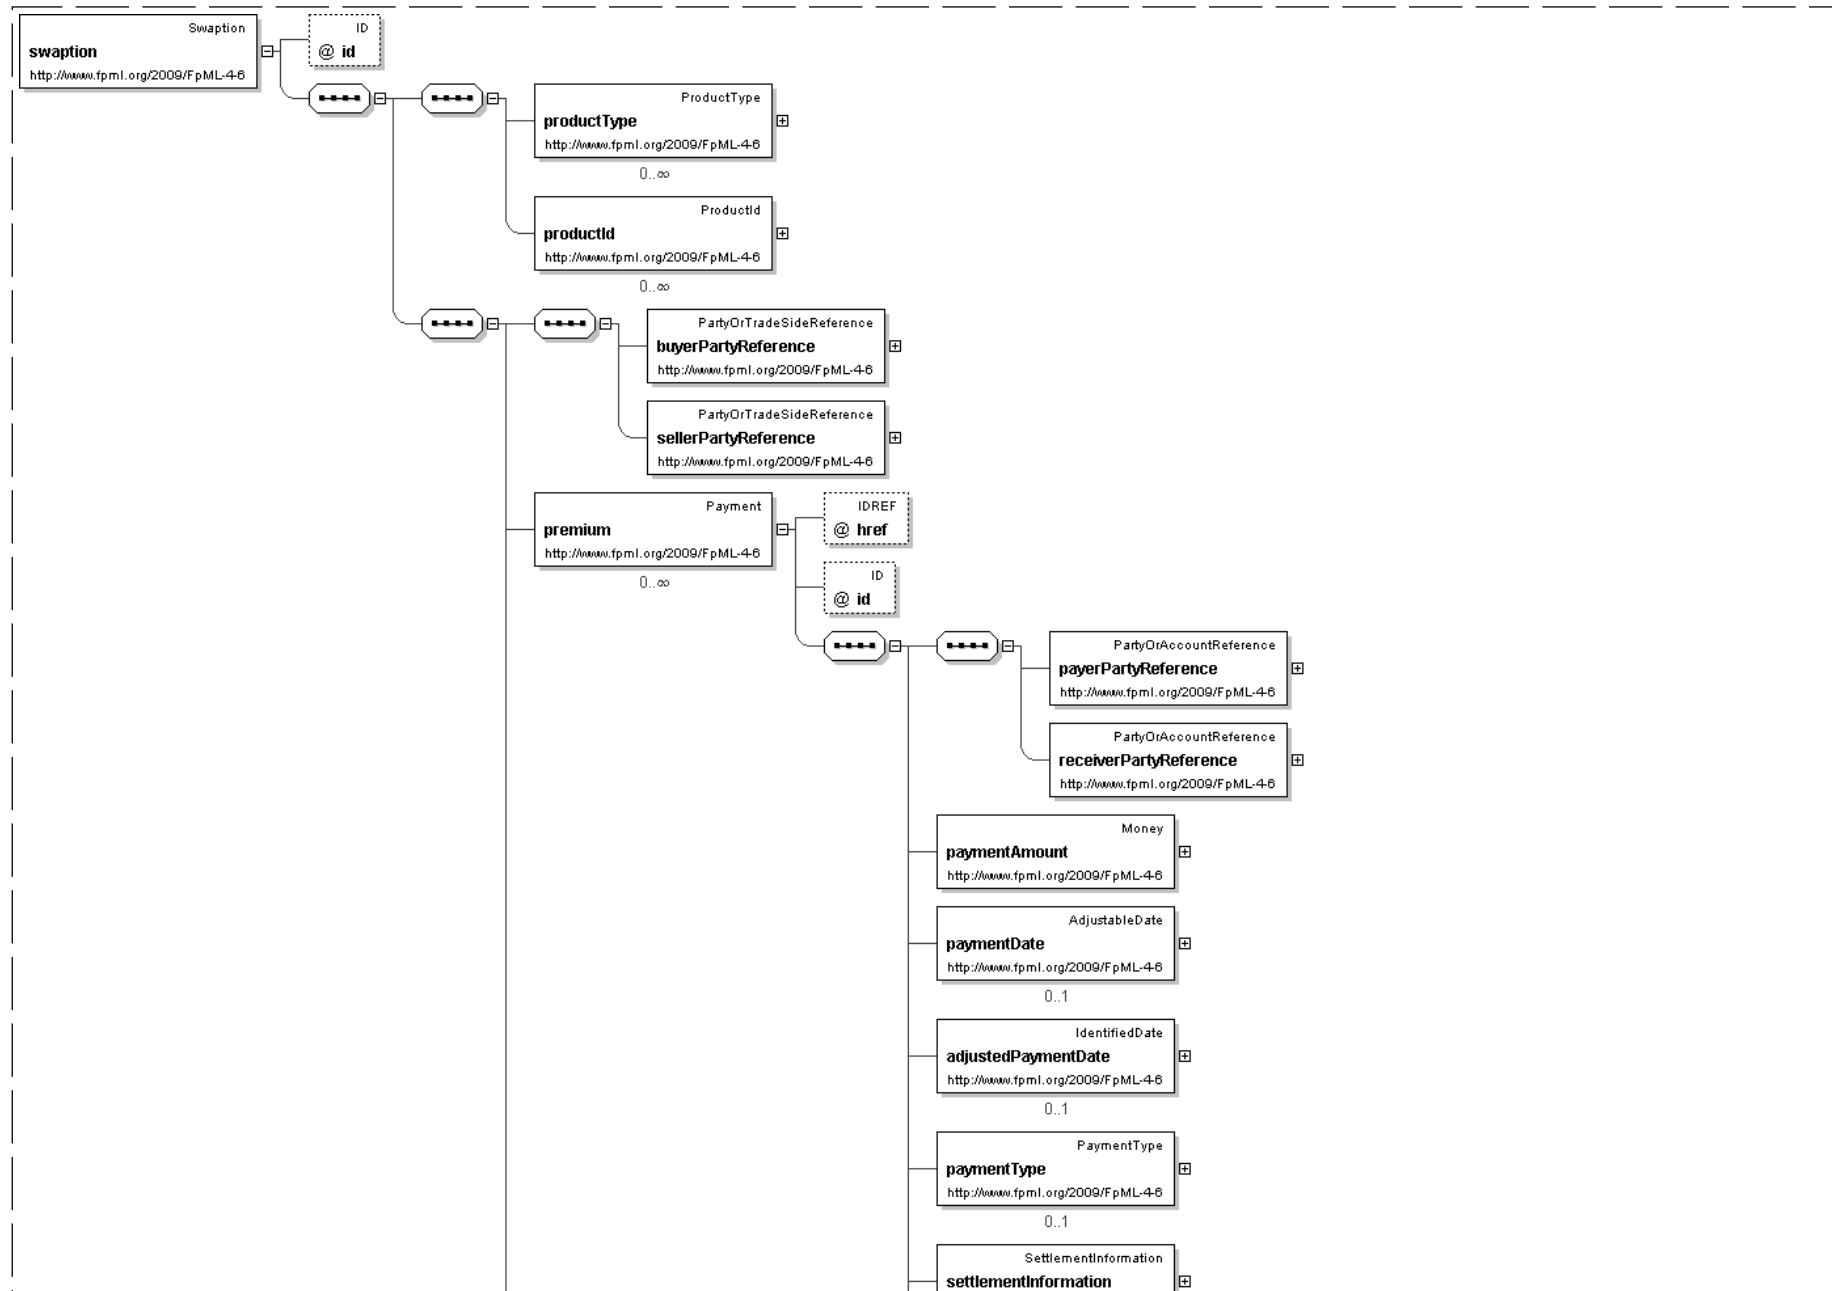 Swaption
swaption
http://www.fpml.org/2009/FpML-4-6
ID
@ id
ProductType
productType
http://www.fpml.org/2009/FpML-4-6
0..∞
ProductId
productId
http://www.fpml.org/2009/FpML-4-6
0..∞
PartyOrTradeSideReference
buyerPartyReference
http://www.fpml.org/2009/FpML-4-6
PartyOrTradeSideReference
sellerPartyReference
http://www.fpml.org/2009/FpML-4-6
Payment
premium
http://www.fpml.org/2009/FpML-4-6
0..∞
IDREF
@ href
ID
@ id
PartyOrAccountReference
payerPartyReference
http://www.fpml.org/2009/FpML-4-6
PartyOrAccountReference
receiverPartyReference
http://www.fpml.org/2009/FpML-4-6
Money
paymentAmount
http://www.fpml.org/2009/FpML-4-6
AdjustableDate
paymentDate
http://www.fpml.org/2009/FpML-4-6
0..1
IdentifiedDate
adjustedPaymentDate
http://www.fpml.org/2009/FpML-4-6
0..1
PaymentType
paymentType
http://www.fpml.org/2009/FpML-4-6
0..1
SettlementInformation
settlementInformation